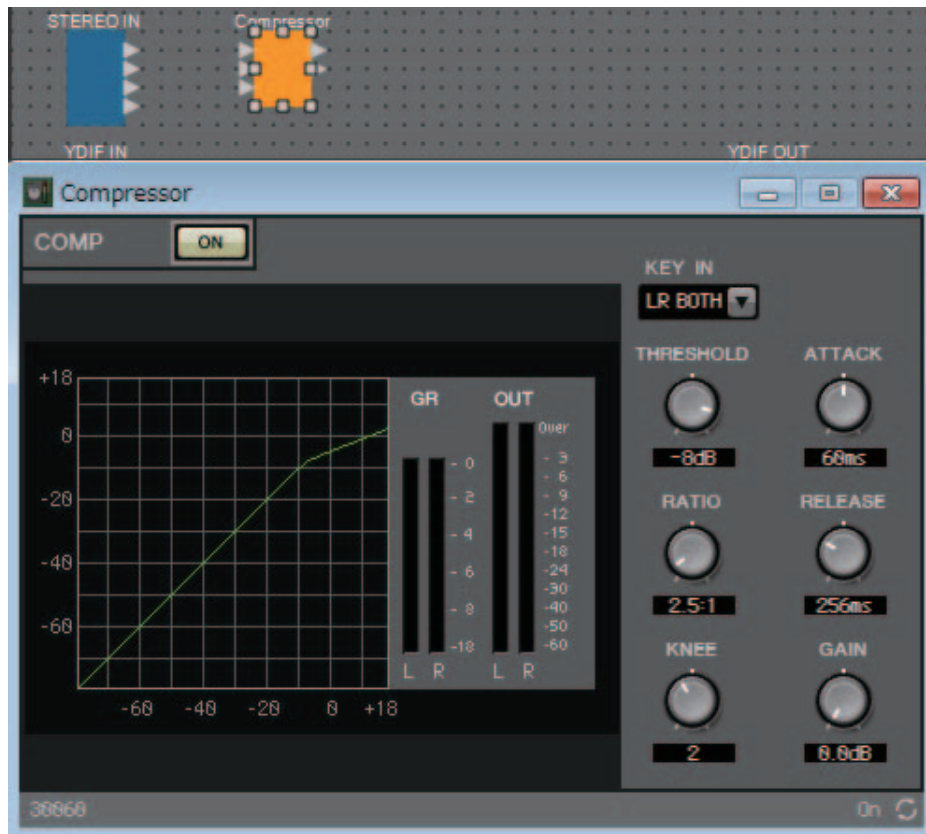 STEREO IN
Compressor
YDIF IN
YDIF OUT
Compressor
COMP
ON
KEY IN
LR BOTH
THRESHOLD
ATTACK
-8dB
60ms
RATIO
RELEASE
2.5:1
256ms
KNEE
GAIN
2
0.0dB
+18
0
-20
-40
-60
-60 -40 -20 0 +18
GR
OUT
- 0
- 2
- 4
- 6
- 8
-18
L R
Over
- 3
- 6
- 9
-12
-15
-18
-24
-30
-40
-50
-60
L R
30060
On